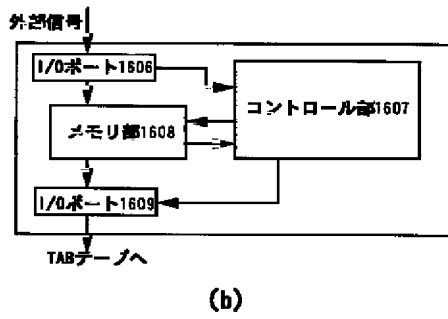 外部信号
I/Oポート1606
コントロール部1607
メモリ部1608
I/Oポート1609
TABテープへ
(b)